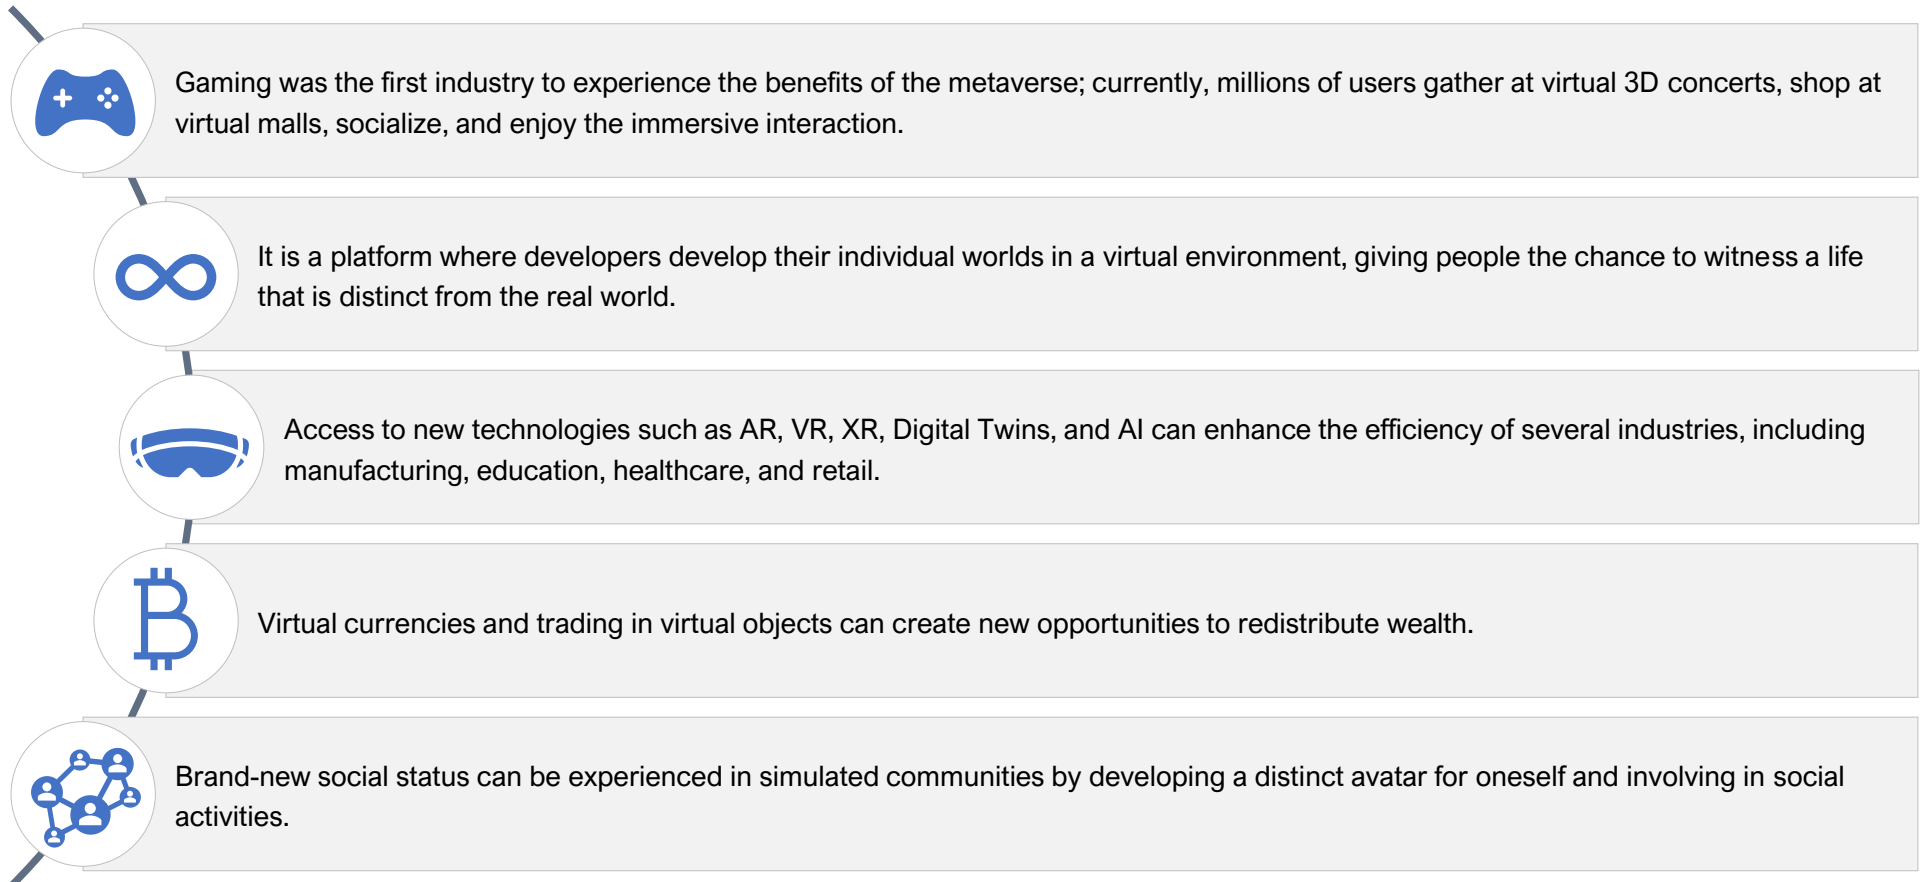 Gaming was the first industry to experience the benefits of the metaverse; currently, millions of users gather at virtual 3D concerts, shop at
virtual malls, socialize, and enjoy the immersive interaction.
It is a platform where developers develop their individual worlds in a virtual environment, giving people the chance to witness a life
that is distinct from the real world.
Access to new technologies such as AR, VR, XR, Digital Twins, and AI can enhance the efficiency of several industries, including
manufacturing, education, healthcare, and retail.
Virtual currencies and trading in virtual objects can create new opportunities to redistribute wealth.
Brand-new social status can be experienced in simulated communities by developing a distinct avatar for oneself and involving in social
activities.